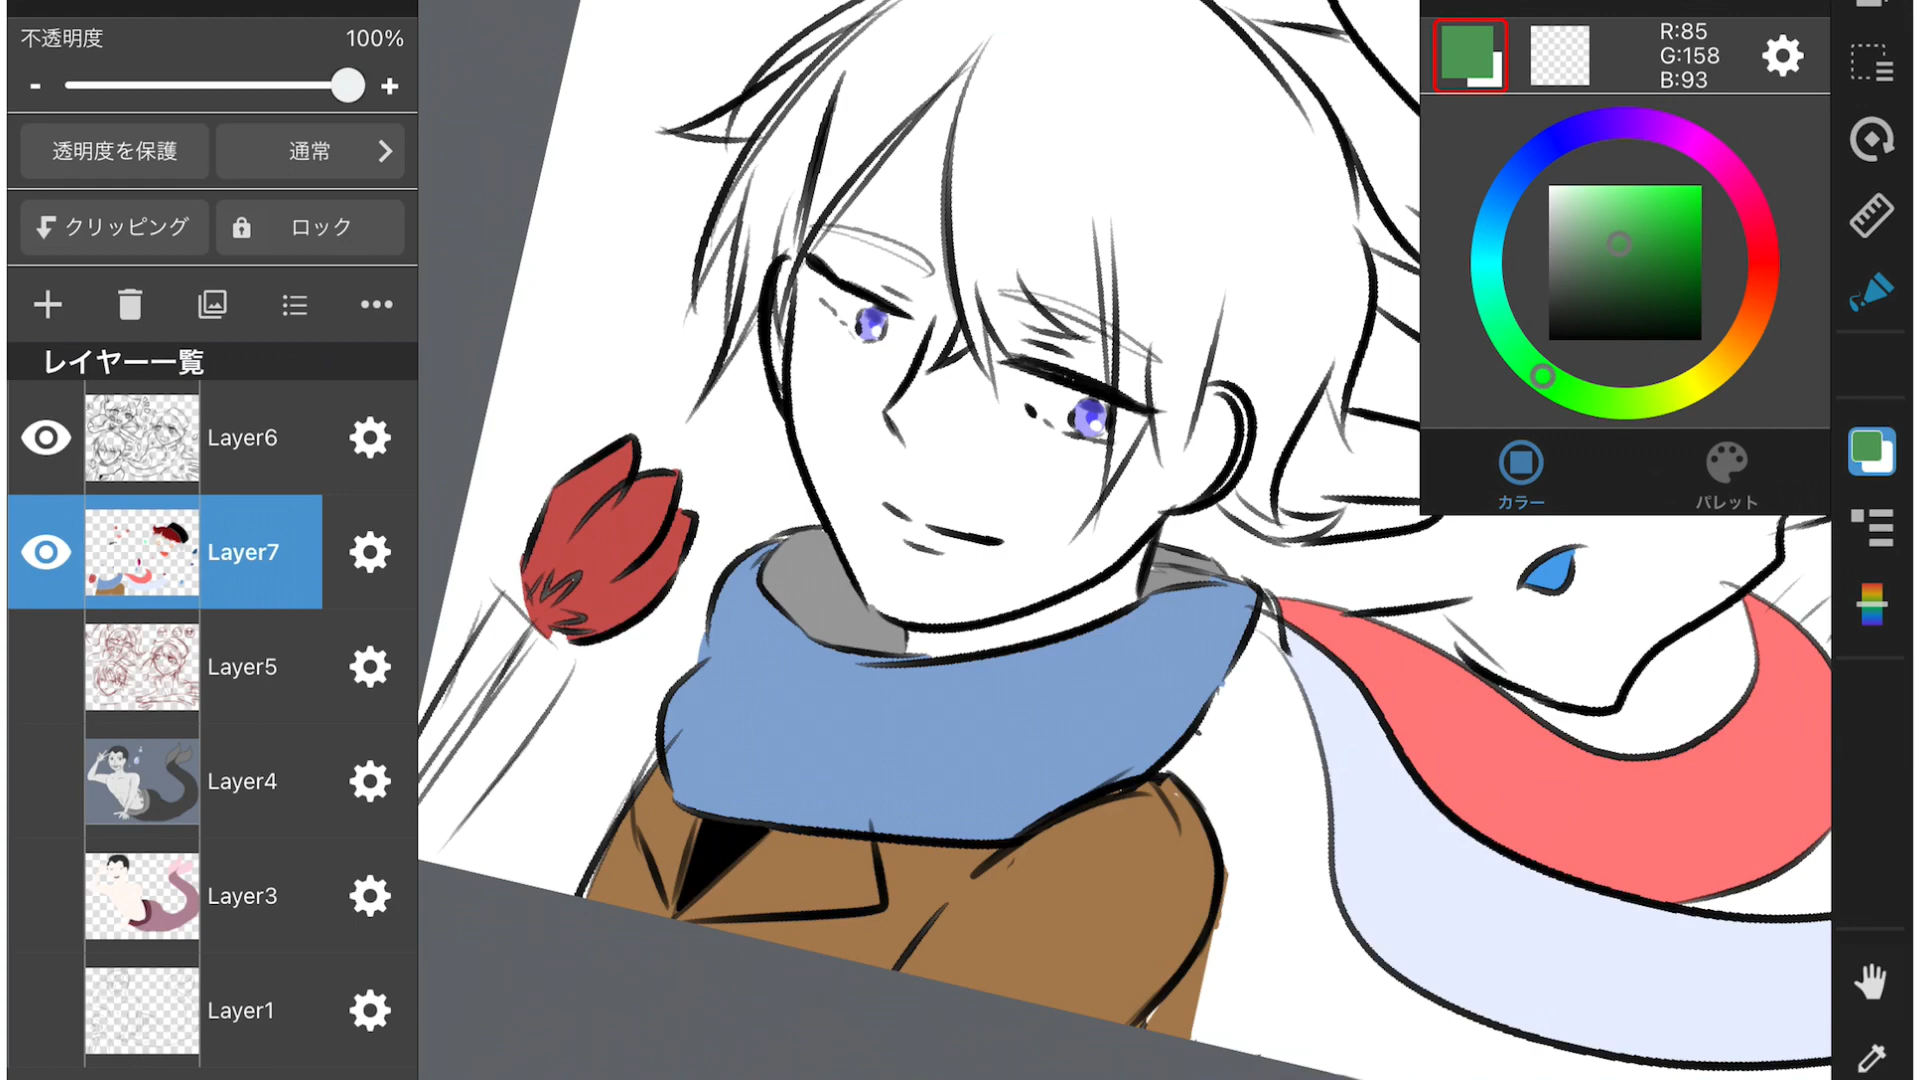 不透明度
100%
- +
透明度を保護
通常
クリッピング
ロック
レイヤー一覧
Layer6
Layer7
Layer5
Layer4
Layer3
Layer1
R:85
G:158
B:93
カラー
パレット